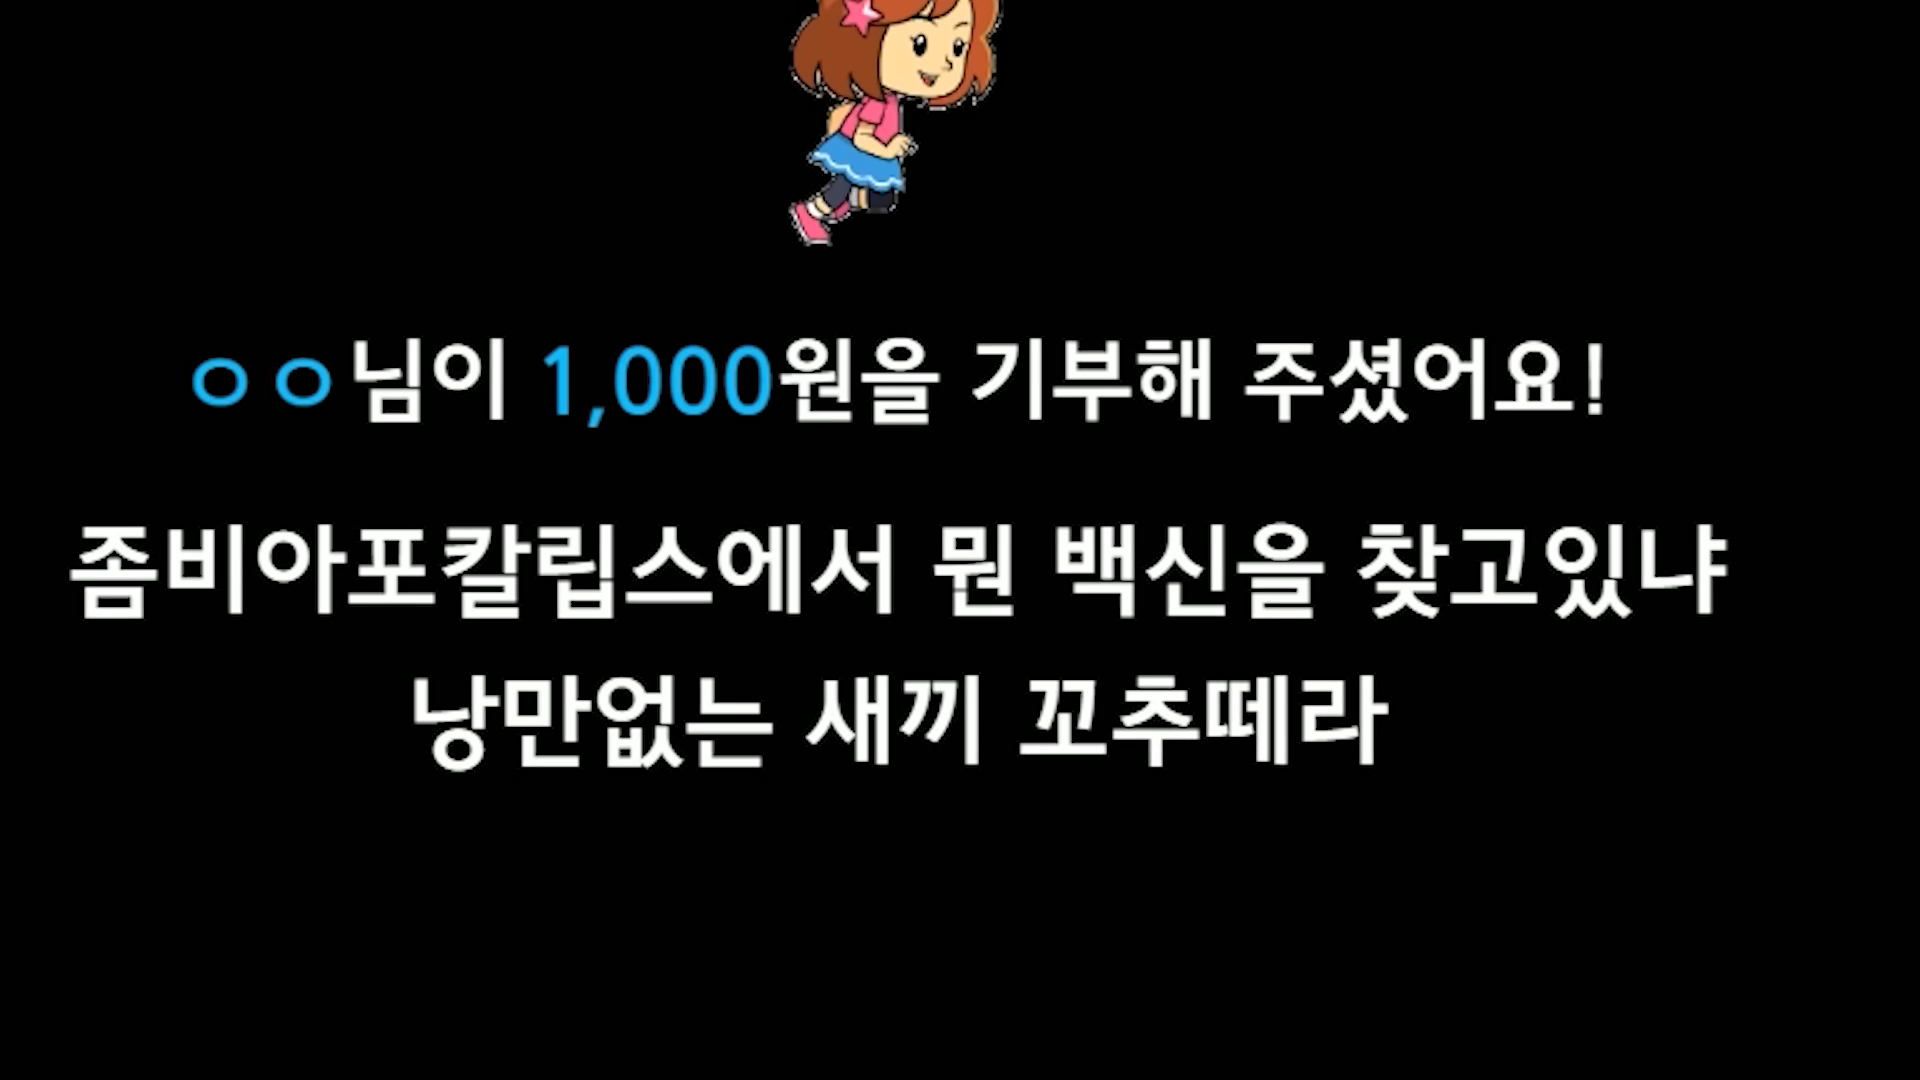 ㅇㅇ님이 1,000원을 기부해 주셨어요!
좀비아포칼립스에서 뭔 백신을 찾고있냐
낭만없는 새끼 꼬추떼라